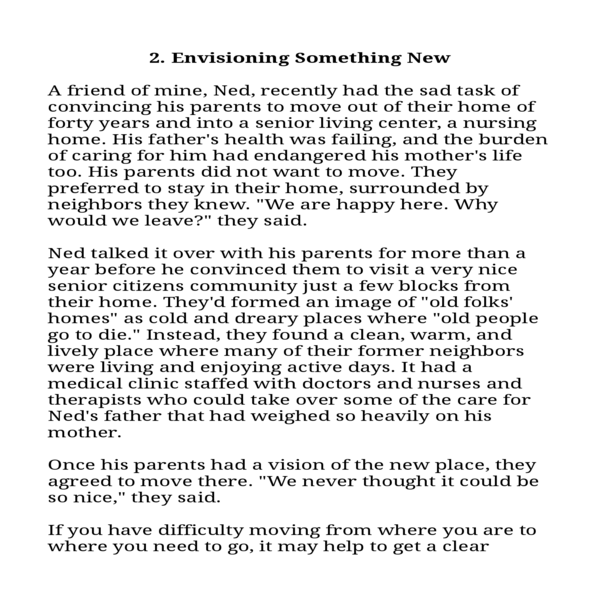 2. Envisioning Something New
A friend of mine, Ned, recently had the sad task of
convincing his parents to move out of their home of
forty years and into a senior living center, a nursing
home. His father's health was failing, and the burden
of caring for him had endangered his mother's life
too. His parents did not want to move. They
preferred to stay in their home, surrounded by
neighbors they knew. "We are happy here. Why
would we leave?" they said.
Ned talked it over with his parents for more than a
year before he convinced them to visit a very nice
senior citizens community just a few blocks from
their home. They'd formed an image of "old folks'
homes" as cold and dreary places where "old people
go to die." Instead, they found a clean, warm, and
lively place where many of their former neighbors
were living and enjoying active days. It had a
medical clinic staffed with doctors and nurses and
therapists who could take over some of the care for
Ned's father that had weighed so heavily on his
mother.
Once his parents had a vision of the new place, they
agreed to move there. "We never thought it could be
so nice," they said.
If you have difficulty moving from where you are to
where you need to go, it may help to get a clear